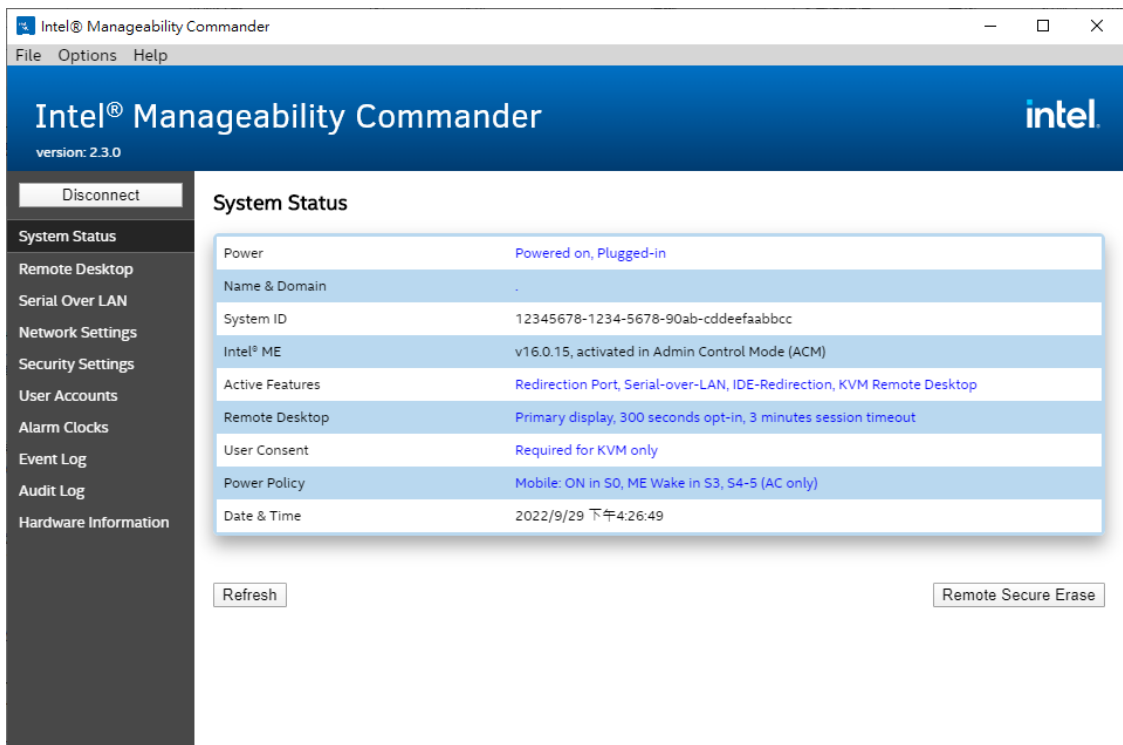 Intel® Manageability Commander
File Options Help
Intel® Manageability Commander
intel.
version: 2.3.0
Disconnect
System Status
Remote Desktop
Serial Over LAN
Network Settings
Security Settings
User Accounts
Alarm Clocks
Event Log
Audit Log
Hardware Information
System Status
Power Powered on, Plugged-in
Name & Domain .
System ID 12345678-1234-5678-90ab-cddeefaabbcc
Intel® ME v16.0.15, activated in Admin Control Mode (ACM)
Active Features Redirection Port, Serial-over-LAN, IDE-Redirection, KVM Remote Desktop
Remote Desktop Primary display, 300 seconds opt-in, 3 minutes session timeout
User Consent Required for KVM only
Power Policy Mobile: ON in S0, ME Wake in S3, S4-5 (AC only)
Date & Time 2022/9/29 下午4:26:49
Refresh Remote Secure Erase